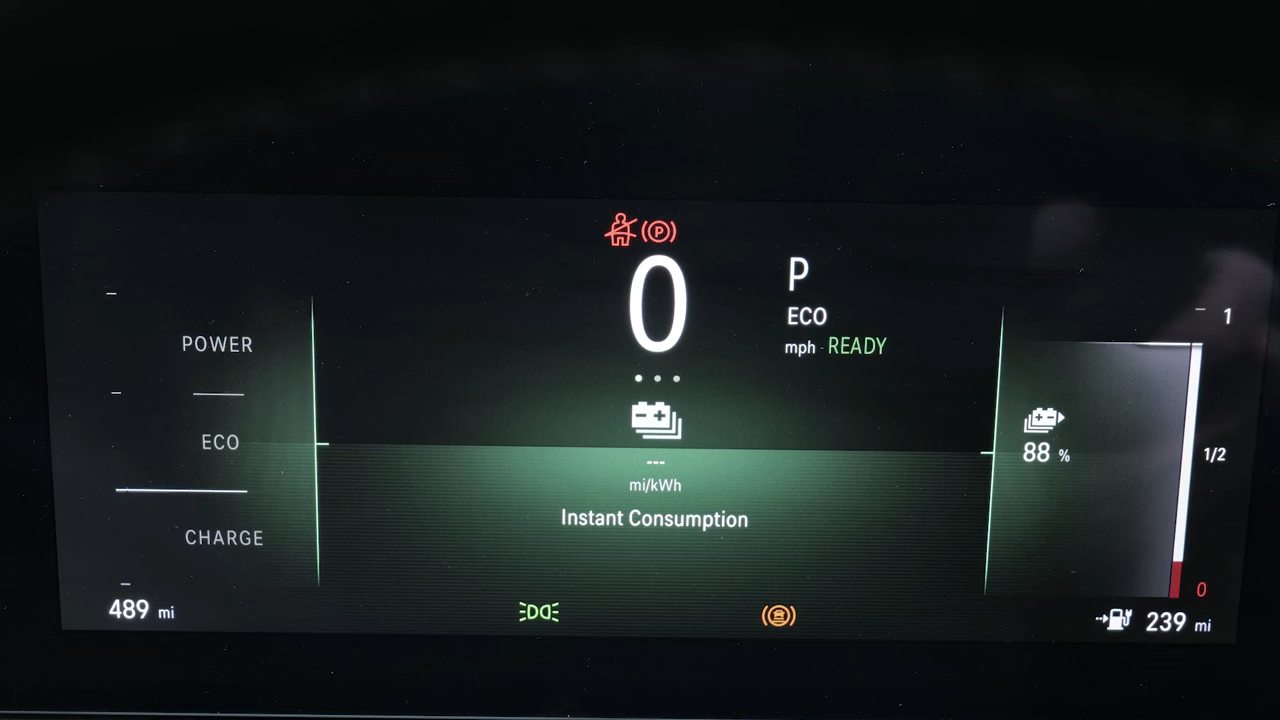 0
P
ECO
mph · READY
POWER
ECO
CHARGE
489 mi
---
mi/kWh
Instant Consumption
88 %
1
1/2
0
239 mi